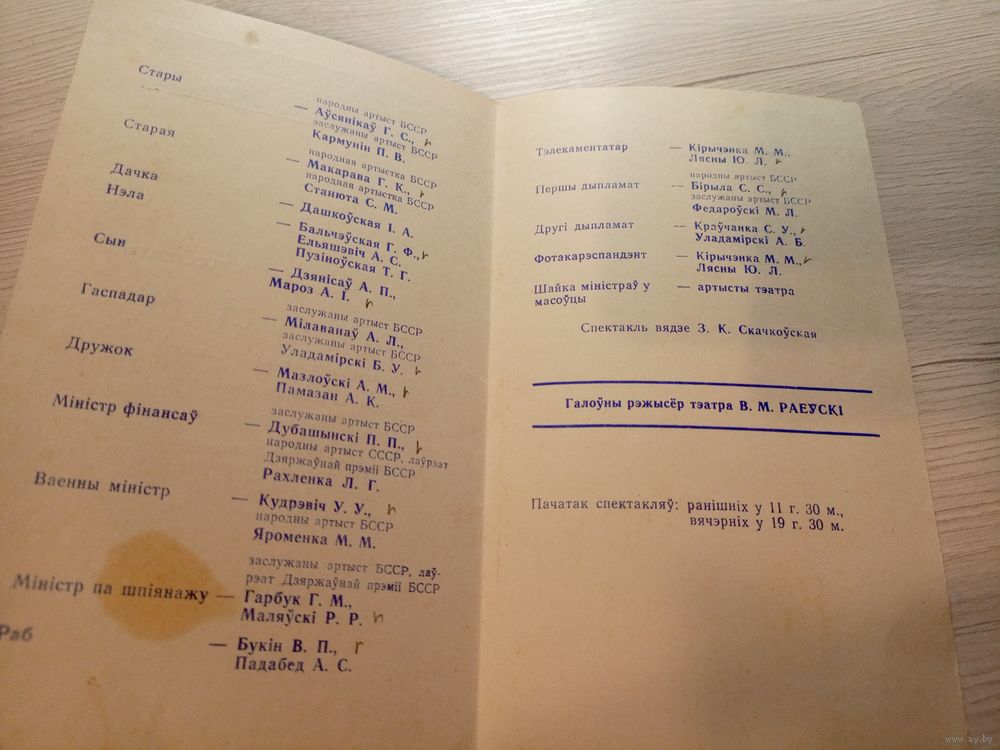 Стары
народны артыст БССР
— Аўсянікаў Г. С.,
заслужаны артыст БССР
Кармунін П. В.
Старая
народная артыстка БССР
— Макарава Г. К.,
народная артыстка БССР
Станюта С. М.
Дачка — Дашкоўская І. А.
Нэла — Бальчэўская Г. Ф.,
Ельяшэвіч А. С.
Пузіноўская Т. Г.
Сын — Дзянісаў А. П.,
Мароз А. І.
Гаспадар
заслужаны артыст БССР
— Мілаванаў А. Л.,
заслужаны артыст БССР
Уладамірскі Б. У.
Дружок — Мазлоўскі А. М.,
Памазан А. К.
Міністр фінансаў
заслужаны артыст БССР
— Дубашынскі П. П.,
народны артыст СССР, лаўрэат
Дзяржаўнай прэміі БССР
Рахленка Л. Г.
Ваенны міністр — Кудрэвіч У. У.,
народны артыст БССР
Яроменка М. М.
заслужаны артыст БССР, лаў-
рэат Дзяржаўнай прэміі БССР
Міністр па шпіянажу — Гарбук Г. М.,
Маляўскі Р. Р.
Раб — Букін В. П.,
Падабед А. С.
Тэлекаментатар — Кірычэнка М. М.,
Лясны Ю. Л.
народны артыст БССР
Першы дыпламат — Бірыла С. С.,
заслужаны артыст БССР
Федароўскі М. Л.
Другі дыпламат — Краўчанка С. У.,
Уладамірскі А. Б.
Фотакарэспандэнт — Кірычэнка М. М.,
Лясны Ю. Л.
Шайка міністраў у — артысты тэатра
масоўцы
Спектакль вядзе З. К. Скачкоўская
Галоўны рэжысёр тэатра В. М. РАЕЎСКІ
Пачатак спектакляў: ранішніх у 11 г. 30 м.,
вячэрніх у 19 г. 30 м.
www.ay.by